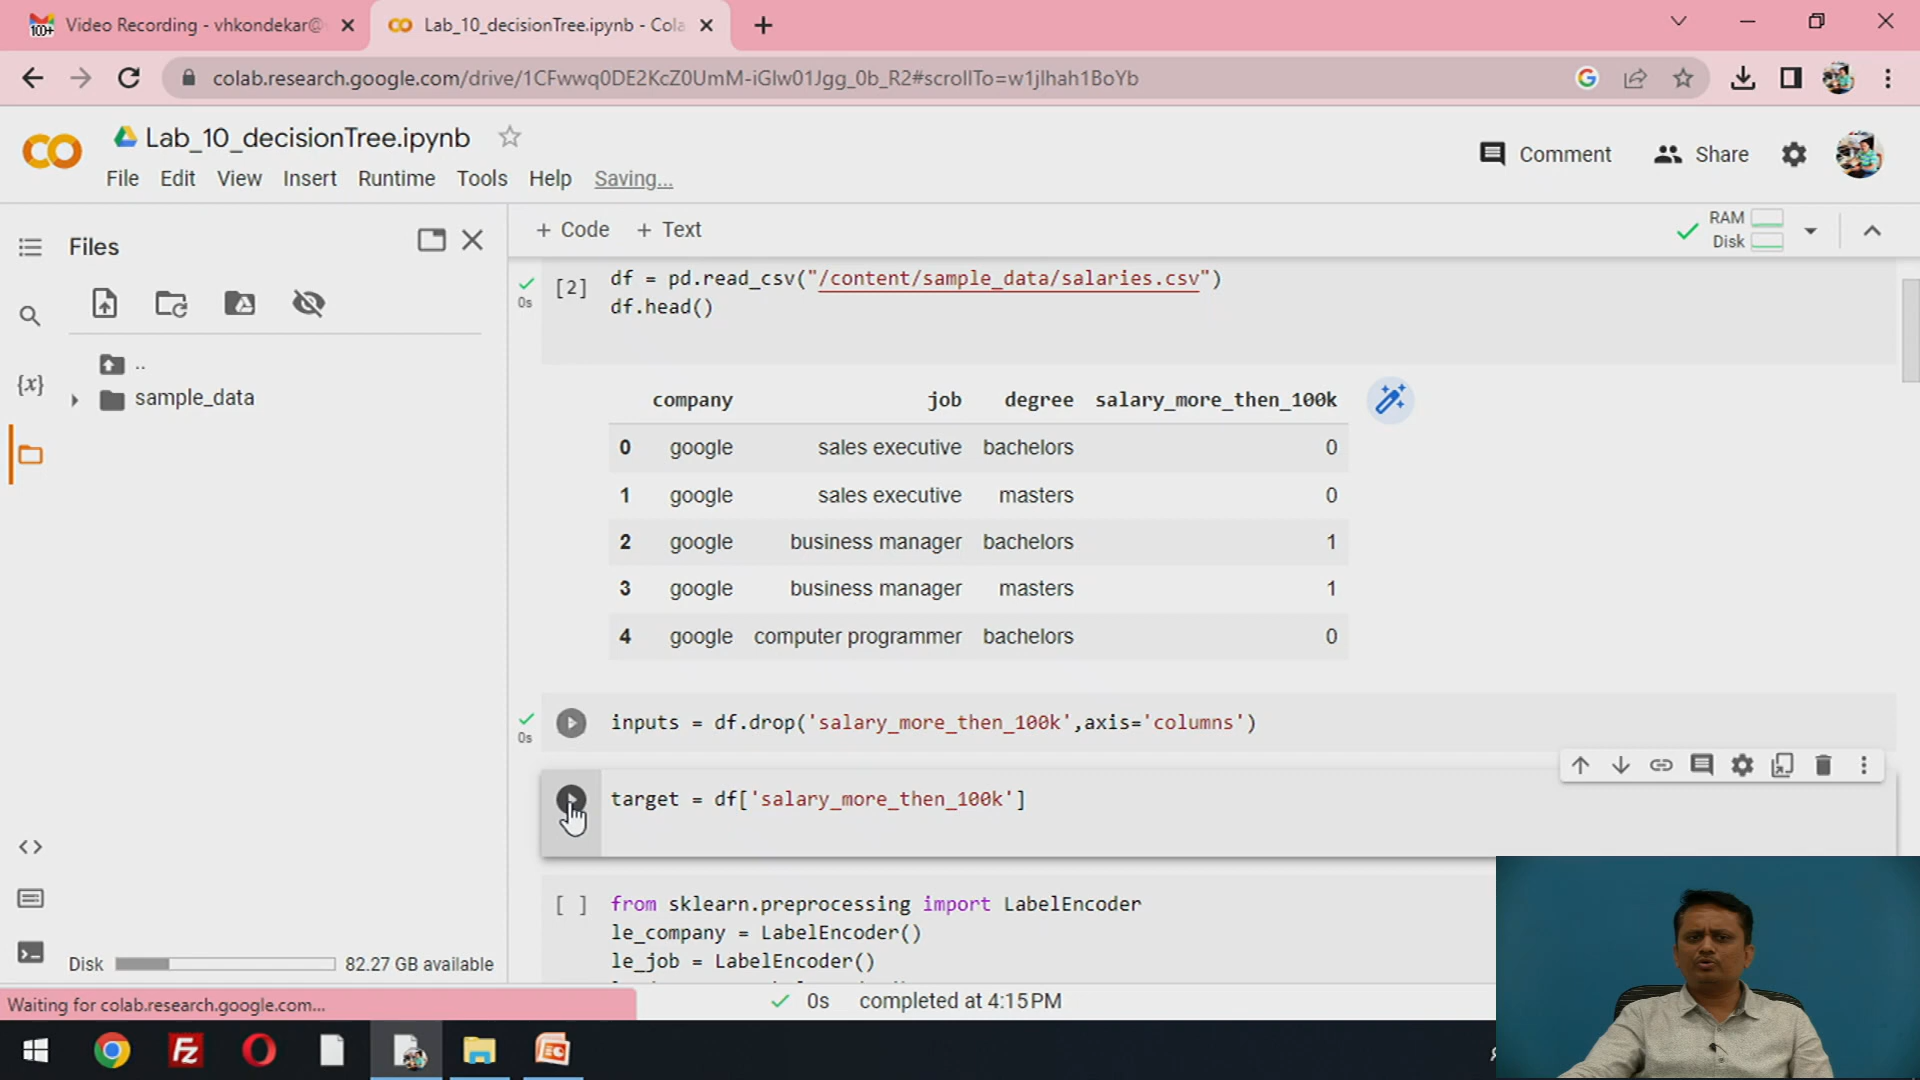 100+
Video Recording - vhkondekar@
Lab_10_decisionTree.ipynb - Cola
colab.research.google.com/drive/1CFwwq0DE2KcZ0UmM-iGlw01Jgg_0b_R2#scrollTo=w1jlhah1BoYb
Lab_10_decisionTree.ipynb
File Edit View Insert Runtime Tools Help Saving...
Comment Share
Files
+ Code + Text
RAM
Disk
[2]
0s
df = pd.read_csv("/content/sample_data/salaries.csv")
df.head()
..
sample_data
{x}
company job degree salary_more_then_100k
0 google sales executive bachelors 0
1 google sales executive masters 0
2 google business manager bachelors 1
3 google business manager masters 1
4 google computer programmer bachelors 0
0s
inputs = df.drop('salary_more_then_100k',axis='columns')
target = df['salary_more_then_100k']
[ ] from sklearn.preprocessing import LabelEncoder
le_company = LabelEncoder()
le_job = LabelEncoder()
Disk 82.27 GB available
Waiting for colab.research.google.com...
0s completed at 4:15 PM